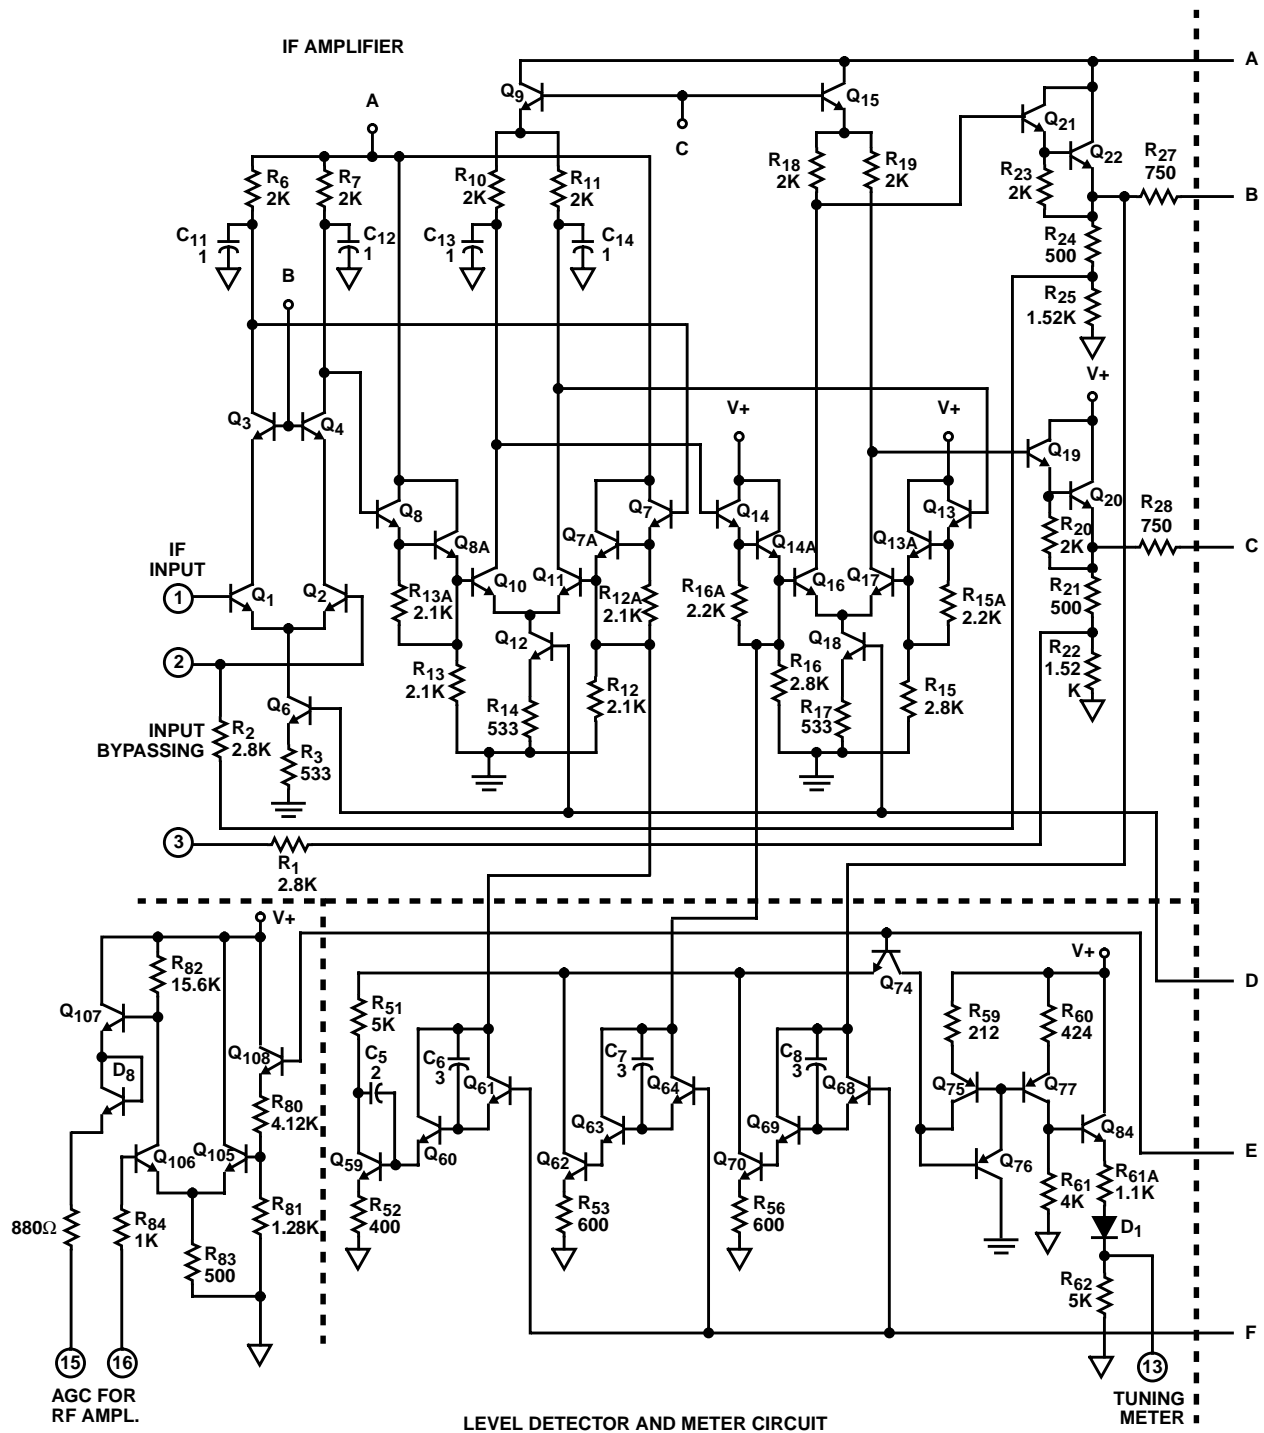 IF AMPLIFIER
A
Q9
Q15
A
C
Q21
Q22
R18
2K
R19
2K
R23
2K
R27
750
B
R6
2K
R7
2K
R10
2K
R11
2K
C11
1
C12
1
C13
1
C14
1
R24
500
R25
1.52K
B
V+
Q3
Q4
V+
V+
Q19
Q20
R28
750
C
R20
2K
Q8
Q8A
Q7
Q7A
Q14
Q14A
Q13
Q13A
IF
INPUT
1
Q1
Q2
R13A
2.1K
Q10
Q11
R12A
2.1K
R16A
2.2K
Q16
Q17
R15A
2.2K
R21
500
2
Q12
Q18
R13
2.1K
R12
2.1K
R16
2.8K
R15
2.8K
R22
1.52
K
Q6
INPUT
BYPASSING
R2
2.8K
R3
533
R14
533
R17
533
3
R1
2.8K
V+
V+
R82
15.6K
Q74
D
R51
5K
R59
212
R60
424
Q107
D8
Q108
C5
2
C6
3
Q61
C7
3
Q64
C8
3
Q68
Q75
Q77
R80
4.12K
Q106
Q105
Q59
Q60
Q62
Q63
Q70
Q69
Q76
Q84
E
880Ω
R84
1K
R81
1.28K
R52
400
R53
600
R56
600
R61
4K
R61A
1.1K
R83
500
D1
R62
5K
F
15
16
13
AGC FOR
RF AMPL.
TUNING
METER
LEVEL DETECTOR AND METER CIRCUIT